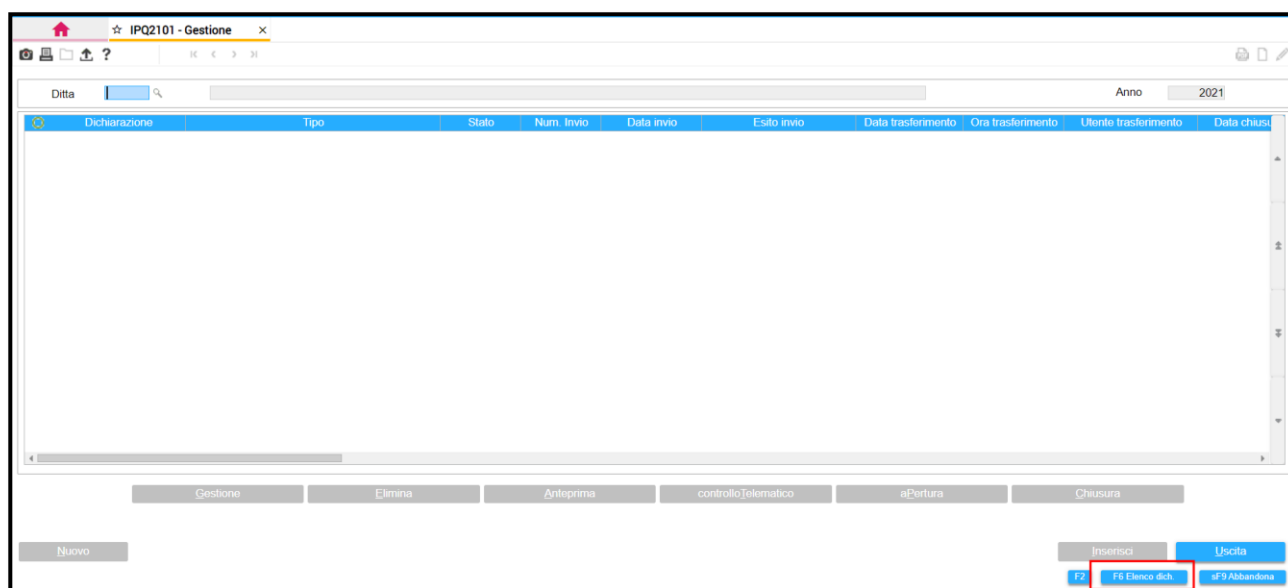 IPQ2101 - Gestione
Ditta Anno 2021
Dichiarazione Tipo Stato Num. Invio Data invio Esito invio Data trasferimento Ora trasferimento Utente trasferimento Data chiusu
Gestione Elimina Anteprima controlloTelematico aPertura Chiusura
Nuovo Inserisci Uscita
F2 F6 Elenco dich. sF9 Abbandona